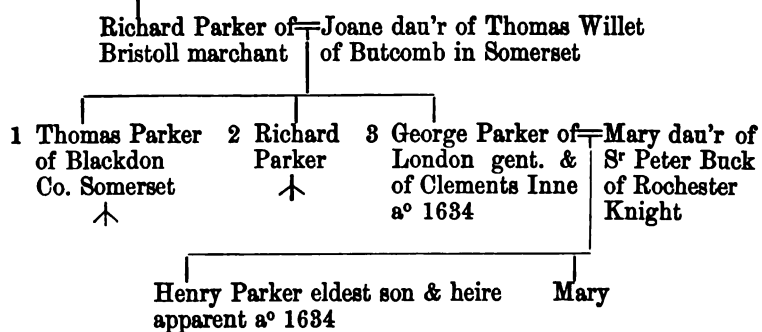 Richard Parker of═Joane dau'r of Thomas Willet
Bristoll marchant of Butcomb in Somerset
1 Thomas Parker
of Blackdon
Co. Somerset
2 Richard
Parker
3 George Parker of═Mary dau'r of
London gent. & Sʳ Peter Buck
of Clements Inne of Rochester
aº 1634 Knight
Henry Parker eldest son & heire
apparent aº 1634
Mary